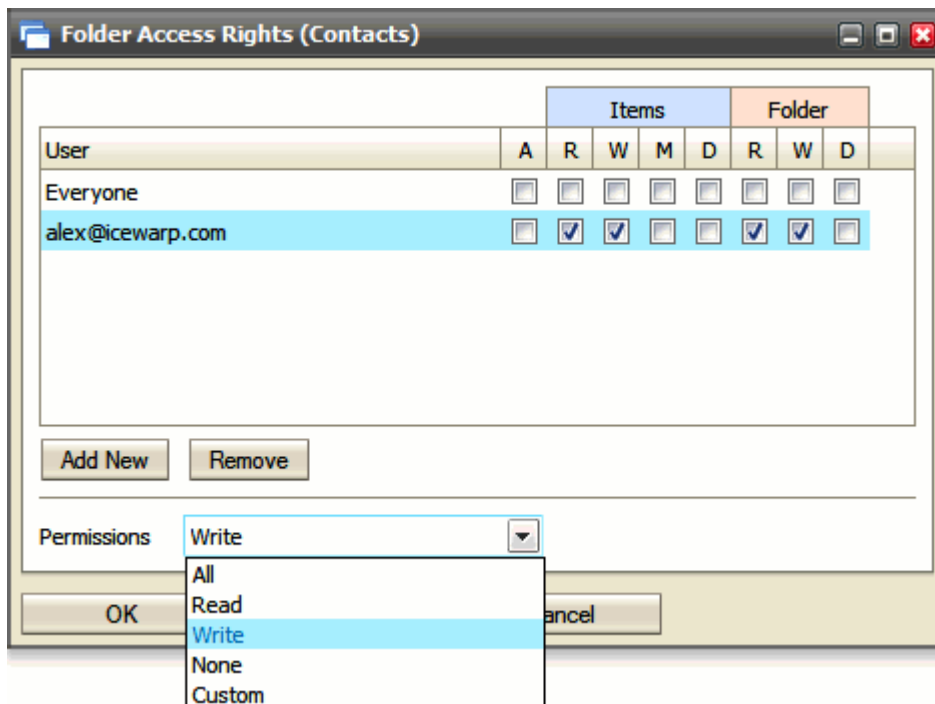 Folder Access Rights (Contacts)
Items Folder
User A R W M D R W D
Everyone
alex@icewarp.com
Add New Remove
Permissions Write
All
Read
Write
None
Custom
OK ancel